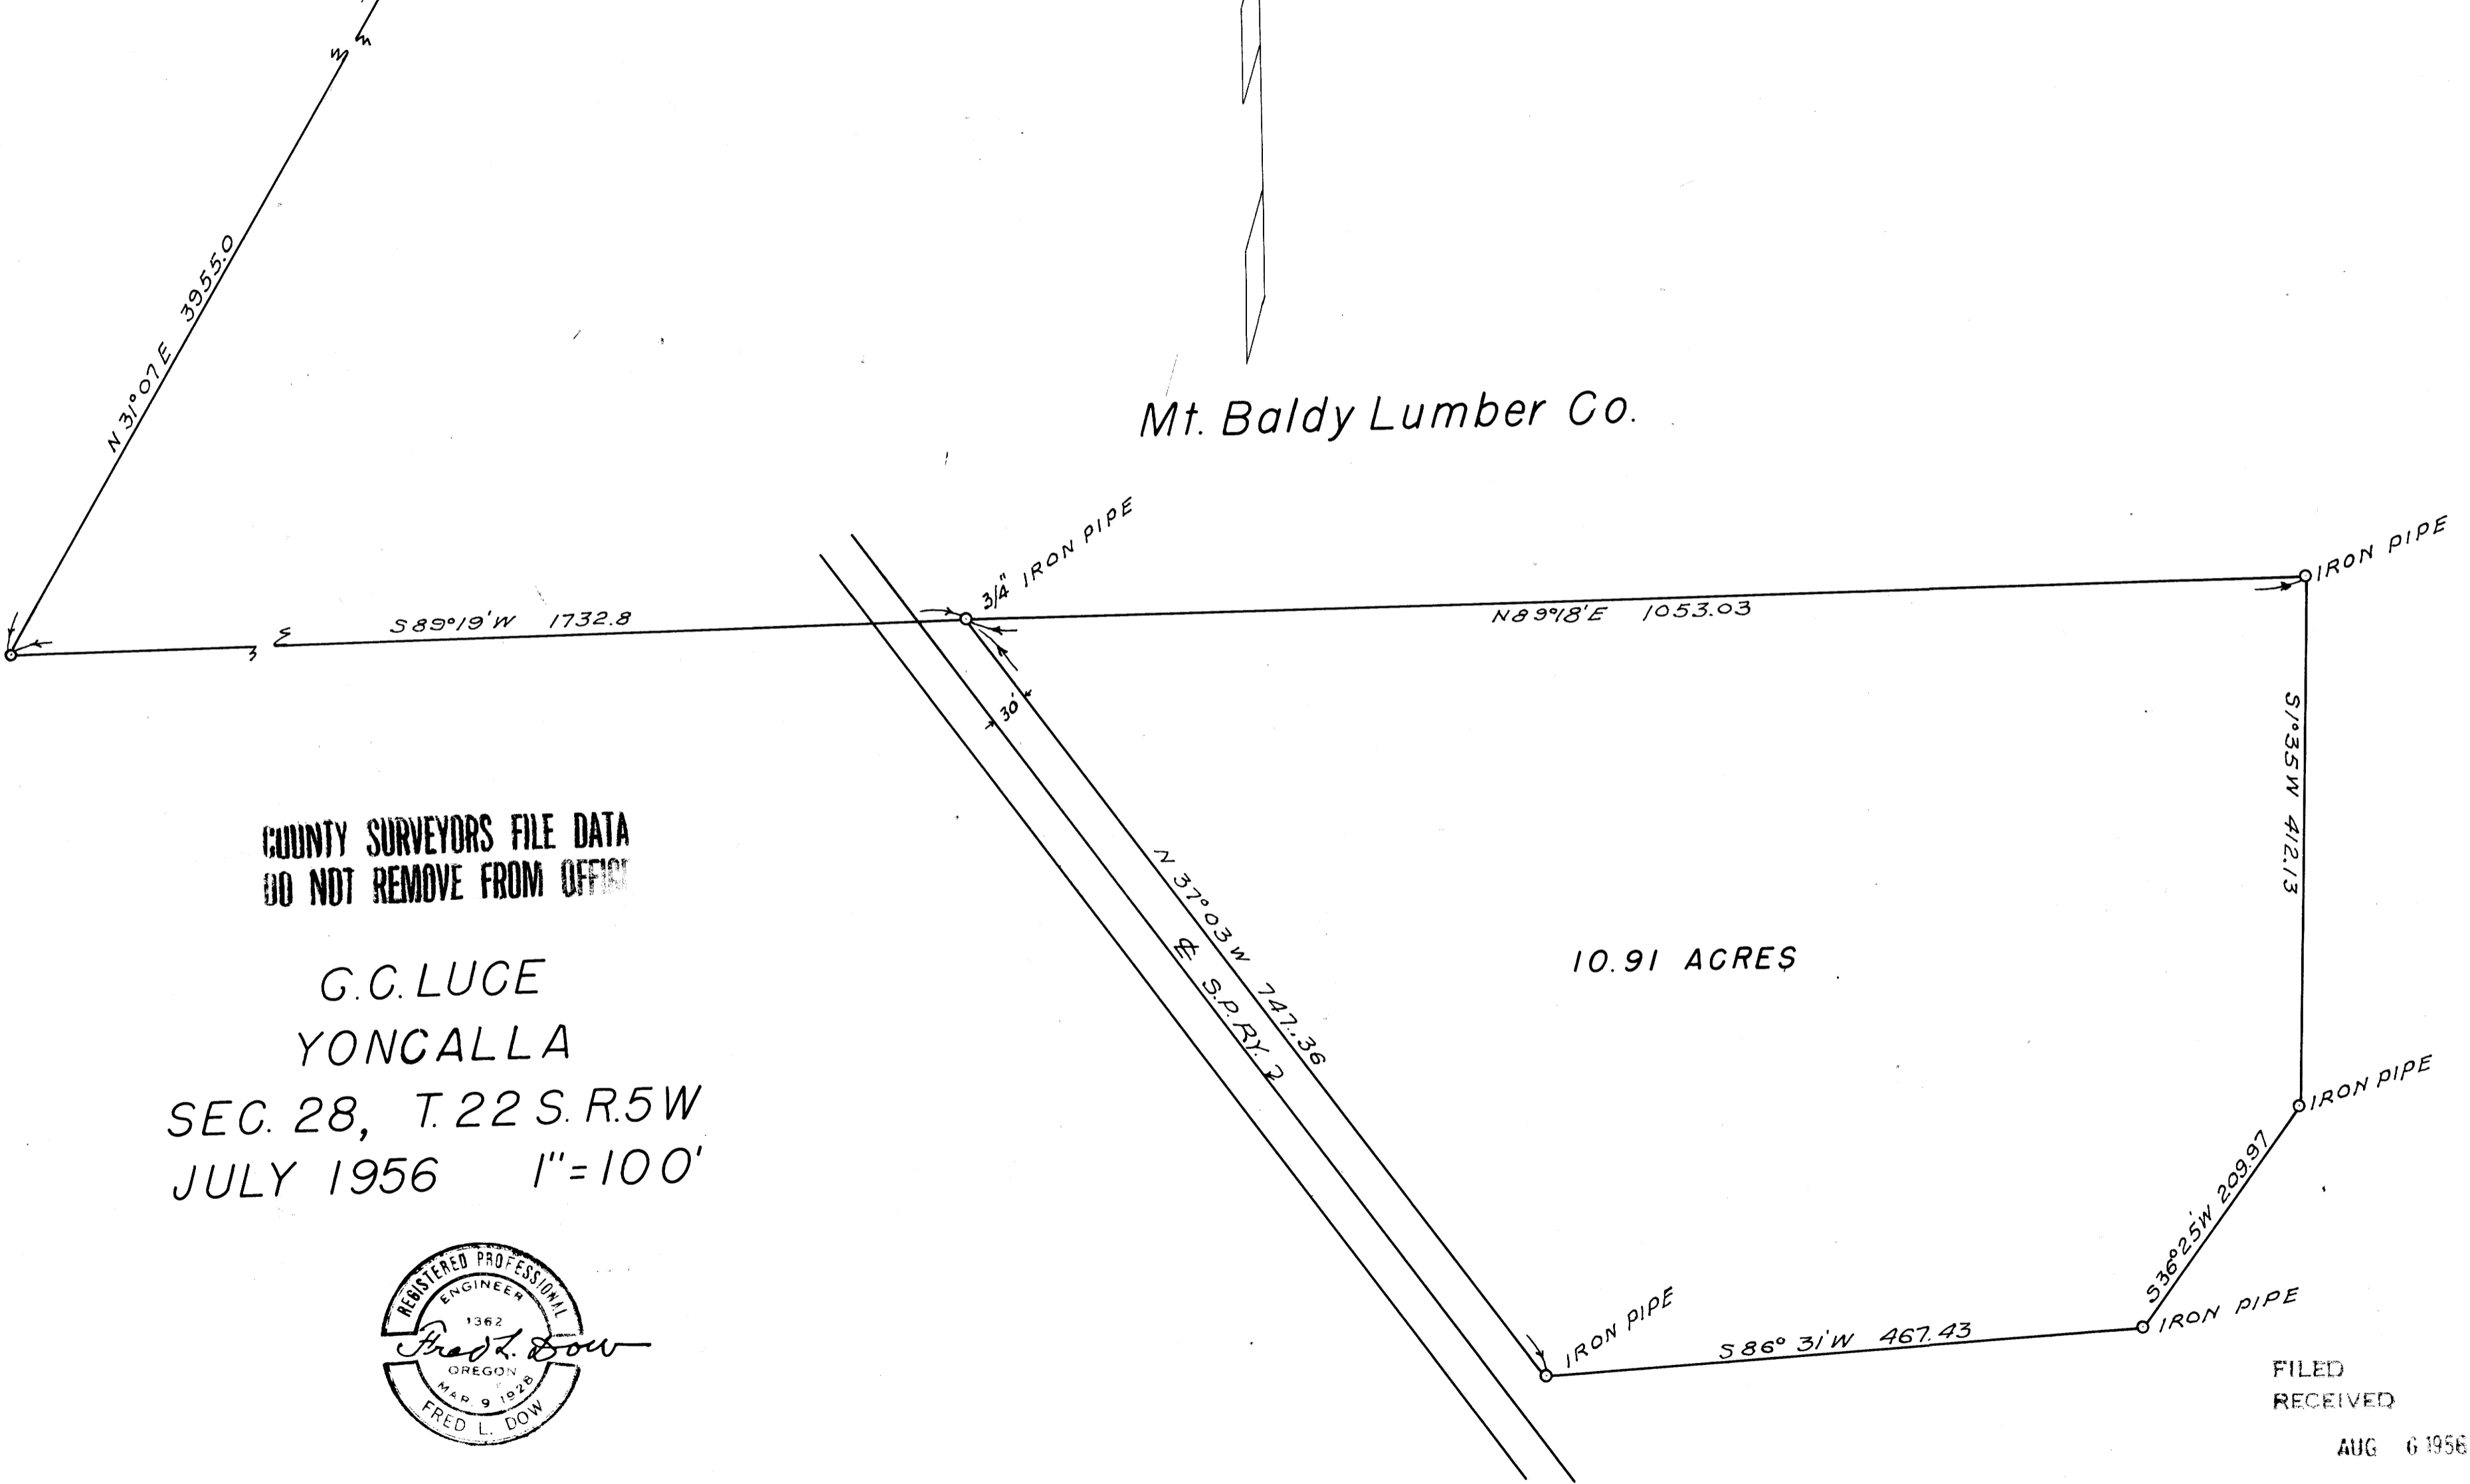 N 31° 07 E 3955.0
Mt. Baldy Lumber Co.
3/4" IRON PIPE
IRON PIPE
S 89° 19' W 1732.8
N 89° 18' E 1053.03
30'
S 1° 35 W 412.13
N 37° 03 W 747.36
℄ S.P. RY.
10.91 ACRES
IRON PIPE
S 36° 25' W 209.97
IRON PIPE
IRON PIPE
S 86° 31' W 467.43
COUNTY SURVEYORS FILE DATA
DO NOT REMOVE FROM OFFICE
G.C. LUCE
YONCALLA
SEC. 28, T. 22 S. R. 5 W
JULY 1956 1" = 100'
REGISTERED PROFESSIONAL
ENGINEER
1362
Fred L. Dow
OREGON
MAR. 9 1928
FRED L. DOW
FILED
RECEIVED
AUG 6 1956